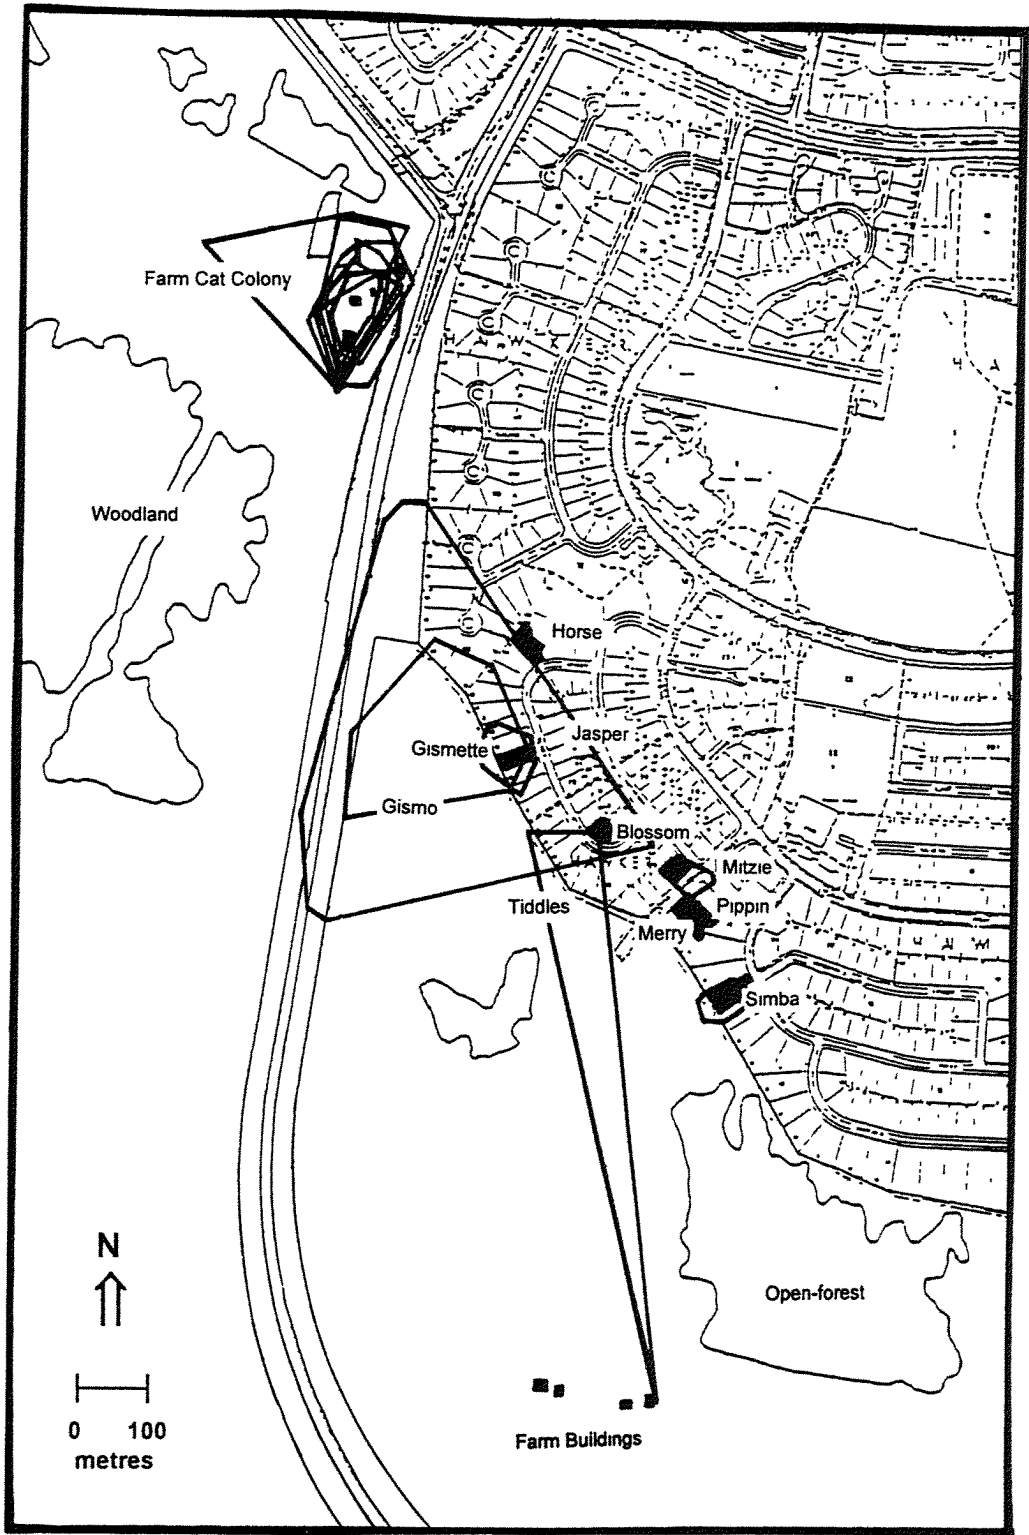 Farm Cat Colony
H A W K
H A
Woodland
Horse
Jasper
Gismette
Gismo
Blossom
H A W K E
Mitzie
Tiddles
Pippin
Merry
H A W
Simba
N
Open-forest
0 100
metres
Farm Buildings